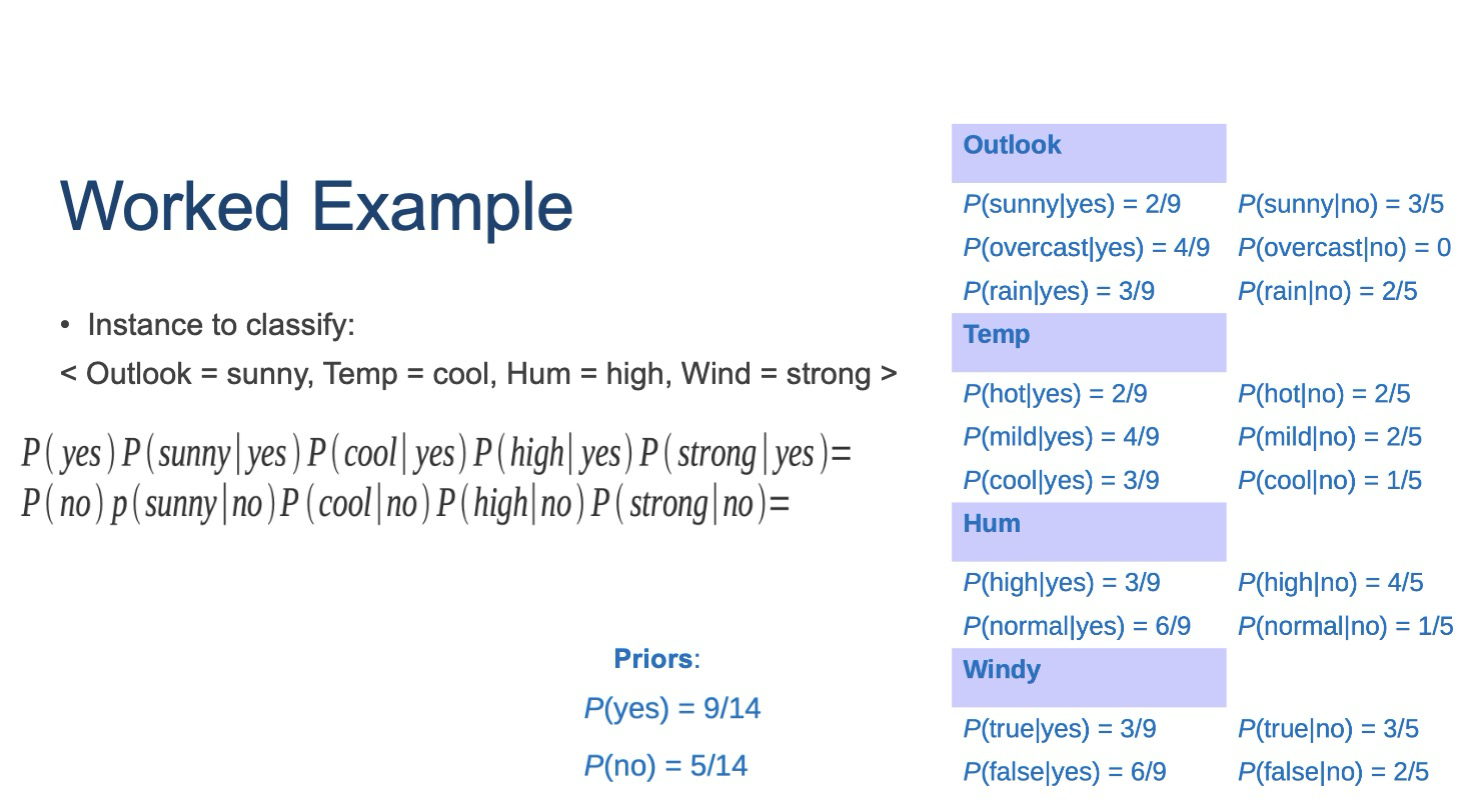 Worked Example
• Instance to classify:
< Outlook = sunny, Temp = cool, Hum = high, Wind = strong >
P( yes ) P( sunny | yes ) P( cool | yes ) P( high | yes ) P( strong | yes )=
P( no ) p( sunny | no ) P( cool | no ) P( high | no ) P( strong | no )=
Priors:
P(yes) = 9/14
P(no) = 5/14
Outlook
P(sunny|yes) = 2/9 P(sunny|no) = 3/5
P(overcast|yes) = 4/9 P(overcast|no) = 0
P(rain|yes) = 3/9 P(rain|no) = 2/5
Temp
P(hot|yes) = 2/9 P(hot|no) = 2/5
P(mild|yes) = 4/9 P(mild|no) = 2/5
P(cool|yes) = 3/9 P(cool|no) = 1/5
Hum
P(high|yes) = 3/9 P(high|no) = 4/5
P(normal|yes) = 6/9 P(normal|no) = 1/5
Windy
P(true|yes) = 3/9 P(true|no) = 3/5
P(false|yes) = 6/9 P(false|no) = 2/5